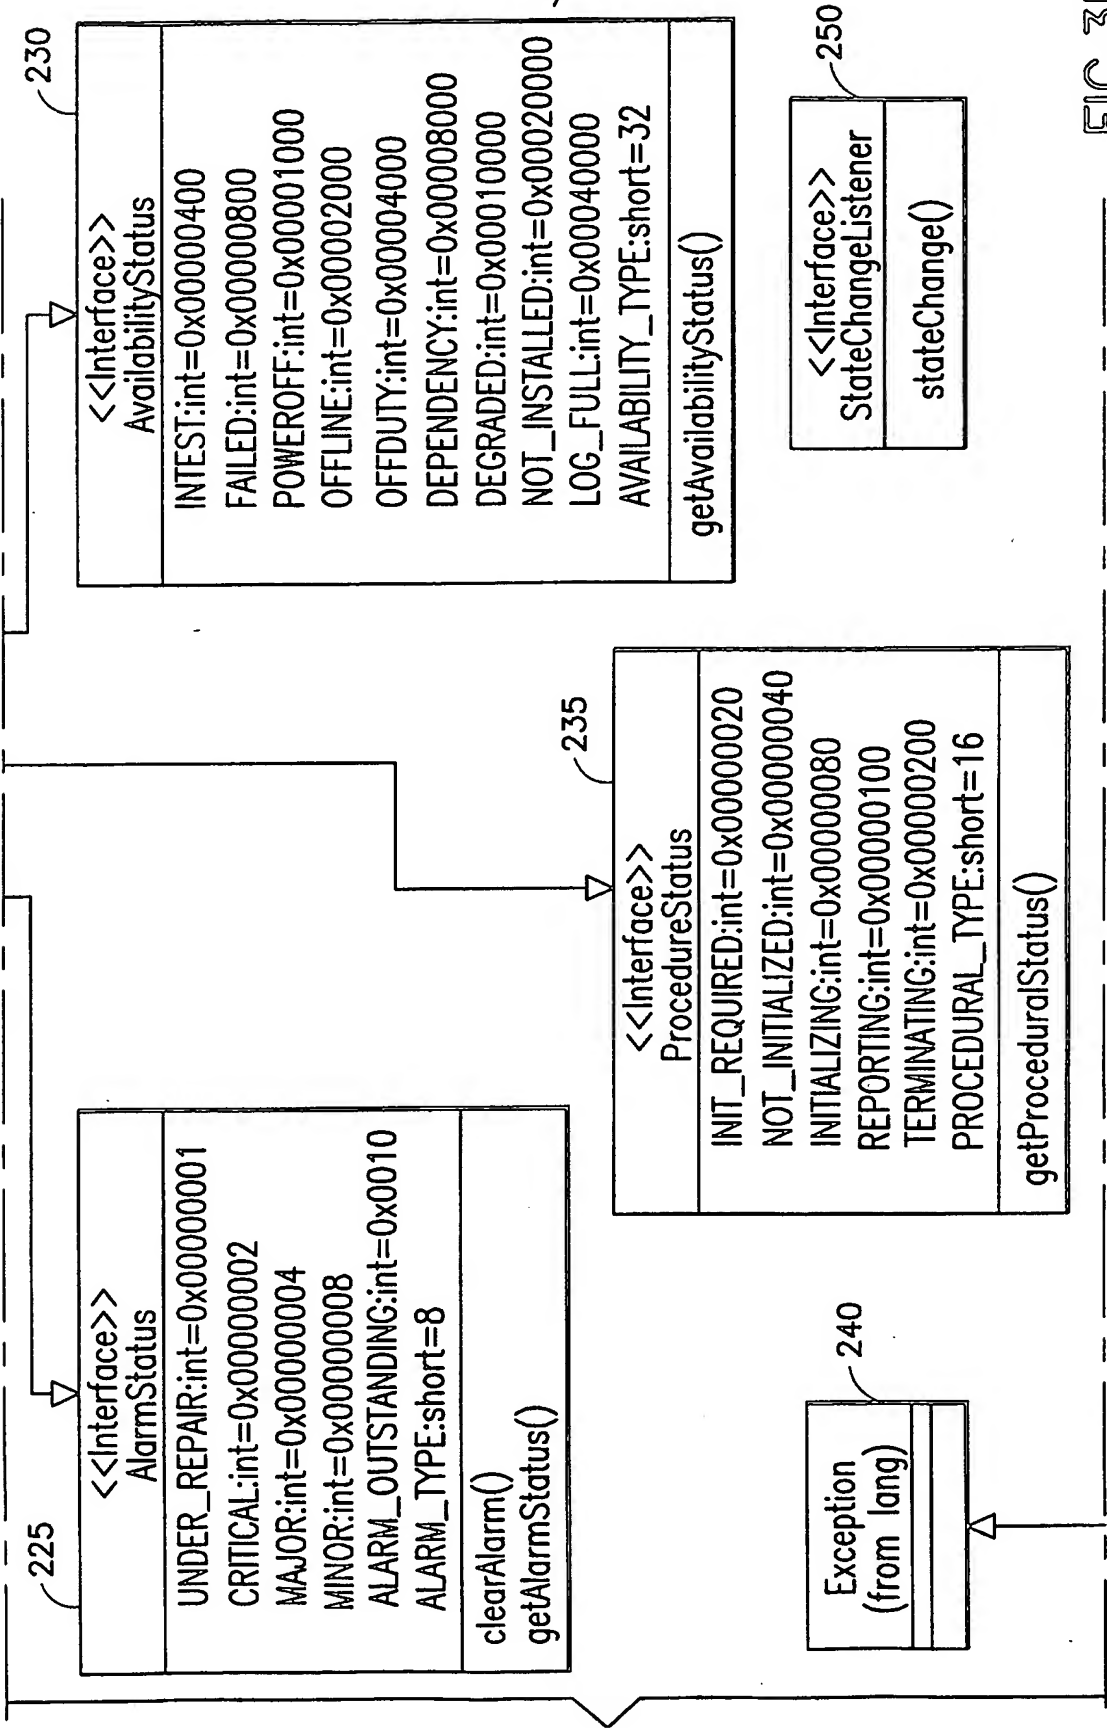 225
<<Interface>>
AlarmStatus
UNDER_REPAIR:int=0x00000001
CRITICAL:int=0x00000002
MAJOR:int=0x00000004
MINOR:int=0x00000008
ALARM_OUTSTANDING:int=0x0010
ALARM_TYPE:short=8
clearAlarm()
getAlarmStatus()
230
<<Interface>>
AvailabilityStatus
INTEST:int=0x00000400
FAILED:int=0x0000800
POWEROFF:int=0x00001000
OFFLINE:int=0x00002000
OFFDUTY:int=0x00004000
DEPENDENCY:int=0x00008000
DEGRADED:int=0x00010000
NOT_INSTALLED:int=0x00020000
LOG_FULL:int=0x00040000
AVAILABILITY_TYPE:short=32
getAvailabilityStatus()
235
<<Interface>>
ProcedureStatus
INIT_REQUIRED:int=0x00000020
NOT_INITIALIZED:int=0x00000040
INITIALIZING:int=0x00000080
REPORTING:int=0x00000100
TERMINATING:int=0x00000200
PROCEDURAL_TYPE:short=16
getProceduralStatus()
240
Exception
(from lang)
250
<<Interface>>
StateChangeListener
stateChange()